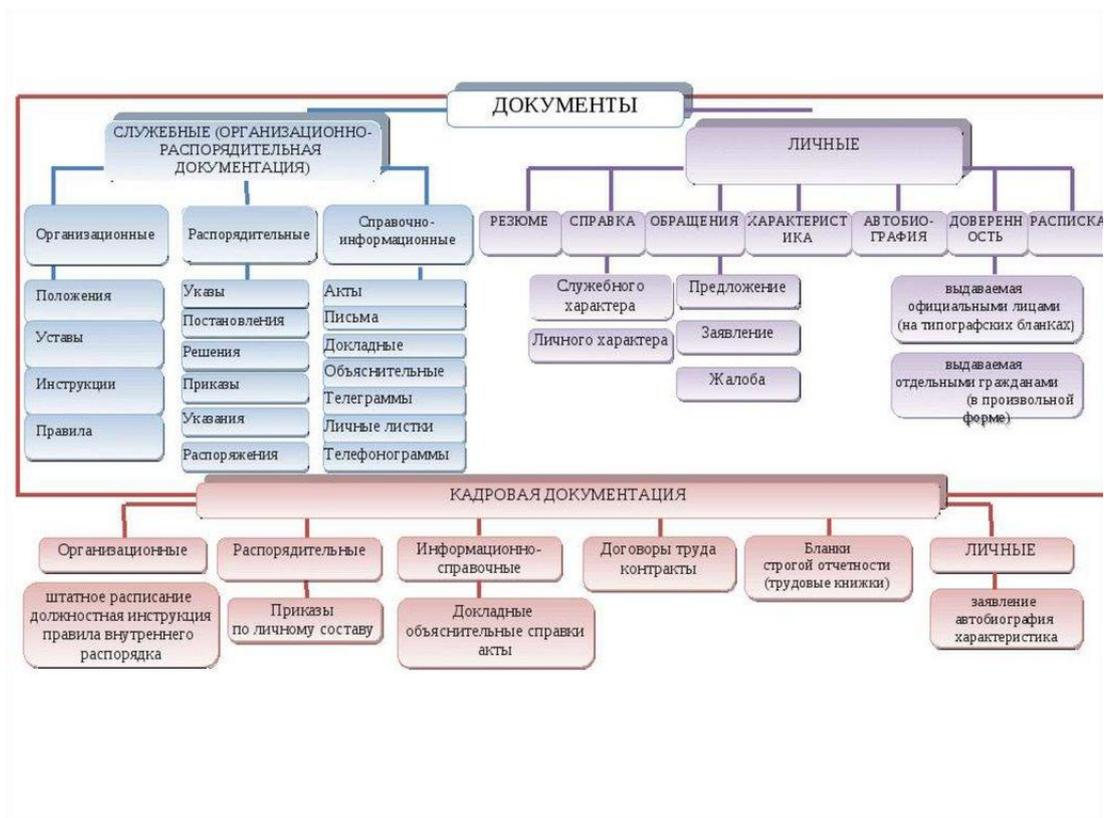 ДОКУМЕНТЫ
СЛУЖЕБНЫЕ (ОРГАНИЗАЦИОННО-
РАСПОРЯДИТЕЛЬНАЯ
ДОКУМЕНТАЦИЯ)
ЛИЧНЫЕ
Организационные
Распорядительные
Справочно-
информационные
РЕЗЮМЕ
СПРАВКА
ОБРАЩЕНИЯ
ХАРАКТЕРИСТ
ИКА
АВТОБИО-
ГРАФИЯ
ДОВЕРЕНН
ОСТЬ
РАСПИСКА
Положения
Уставы
Инструкции
Правила
Указы
Постановления
Решения
Приказы
Указания
Распоряжения
Акты
Письма
Докладные
Объяснительные
Телеграммы
Личные листки
Телефонограммы
Служебного
характера
Личного характера
Предложение
Заявление
Жалоба
выдаваемая
официальными лицами
(на типографских бланках)
выдаваемая
отдельными гражданами
(в произвольной
форме)
КАДРОВАЯ ДОКУМЕНТАЦИЯ
Организационные
штатное расписание
должностная инструкция
правила внутреннего
распорядка
Распорядительные
Приказы
по личному составу
Информационно-
справочные
Докладные
объяснительные справки
акты
Договоры труда
контракты
Бланки
строгой отчетности
(трудовые книжки)
ЛИЧНЫЕ
заявление
автобиография
характеристика